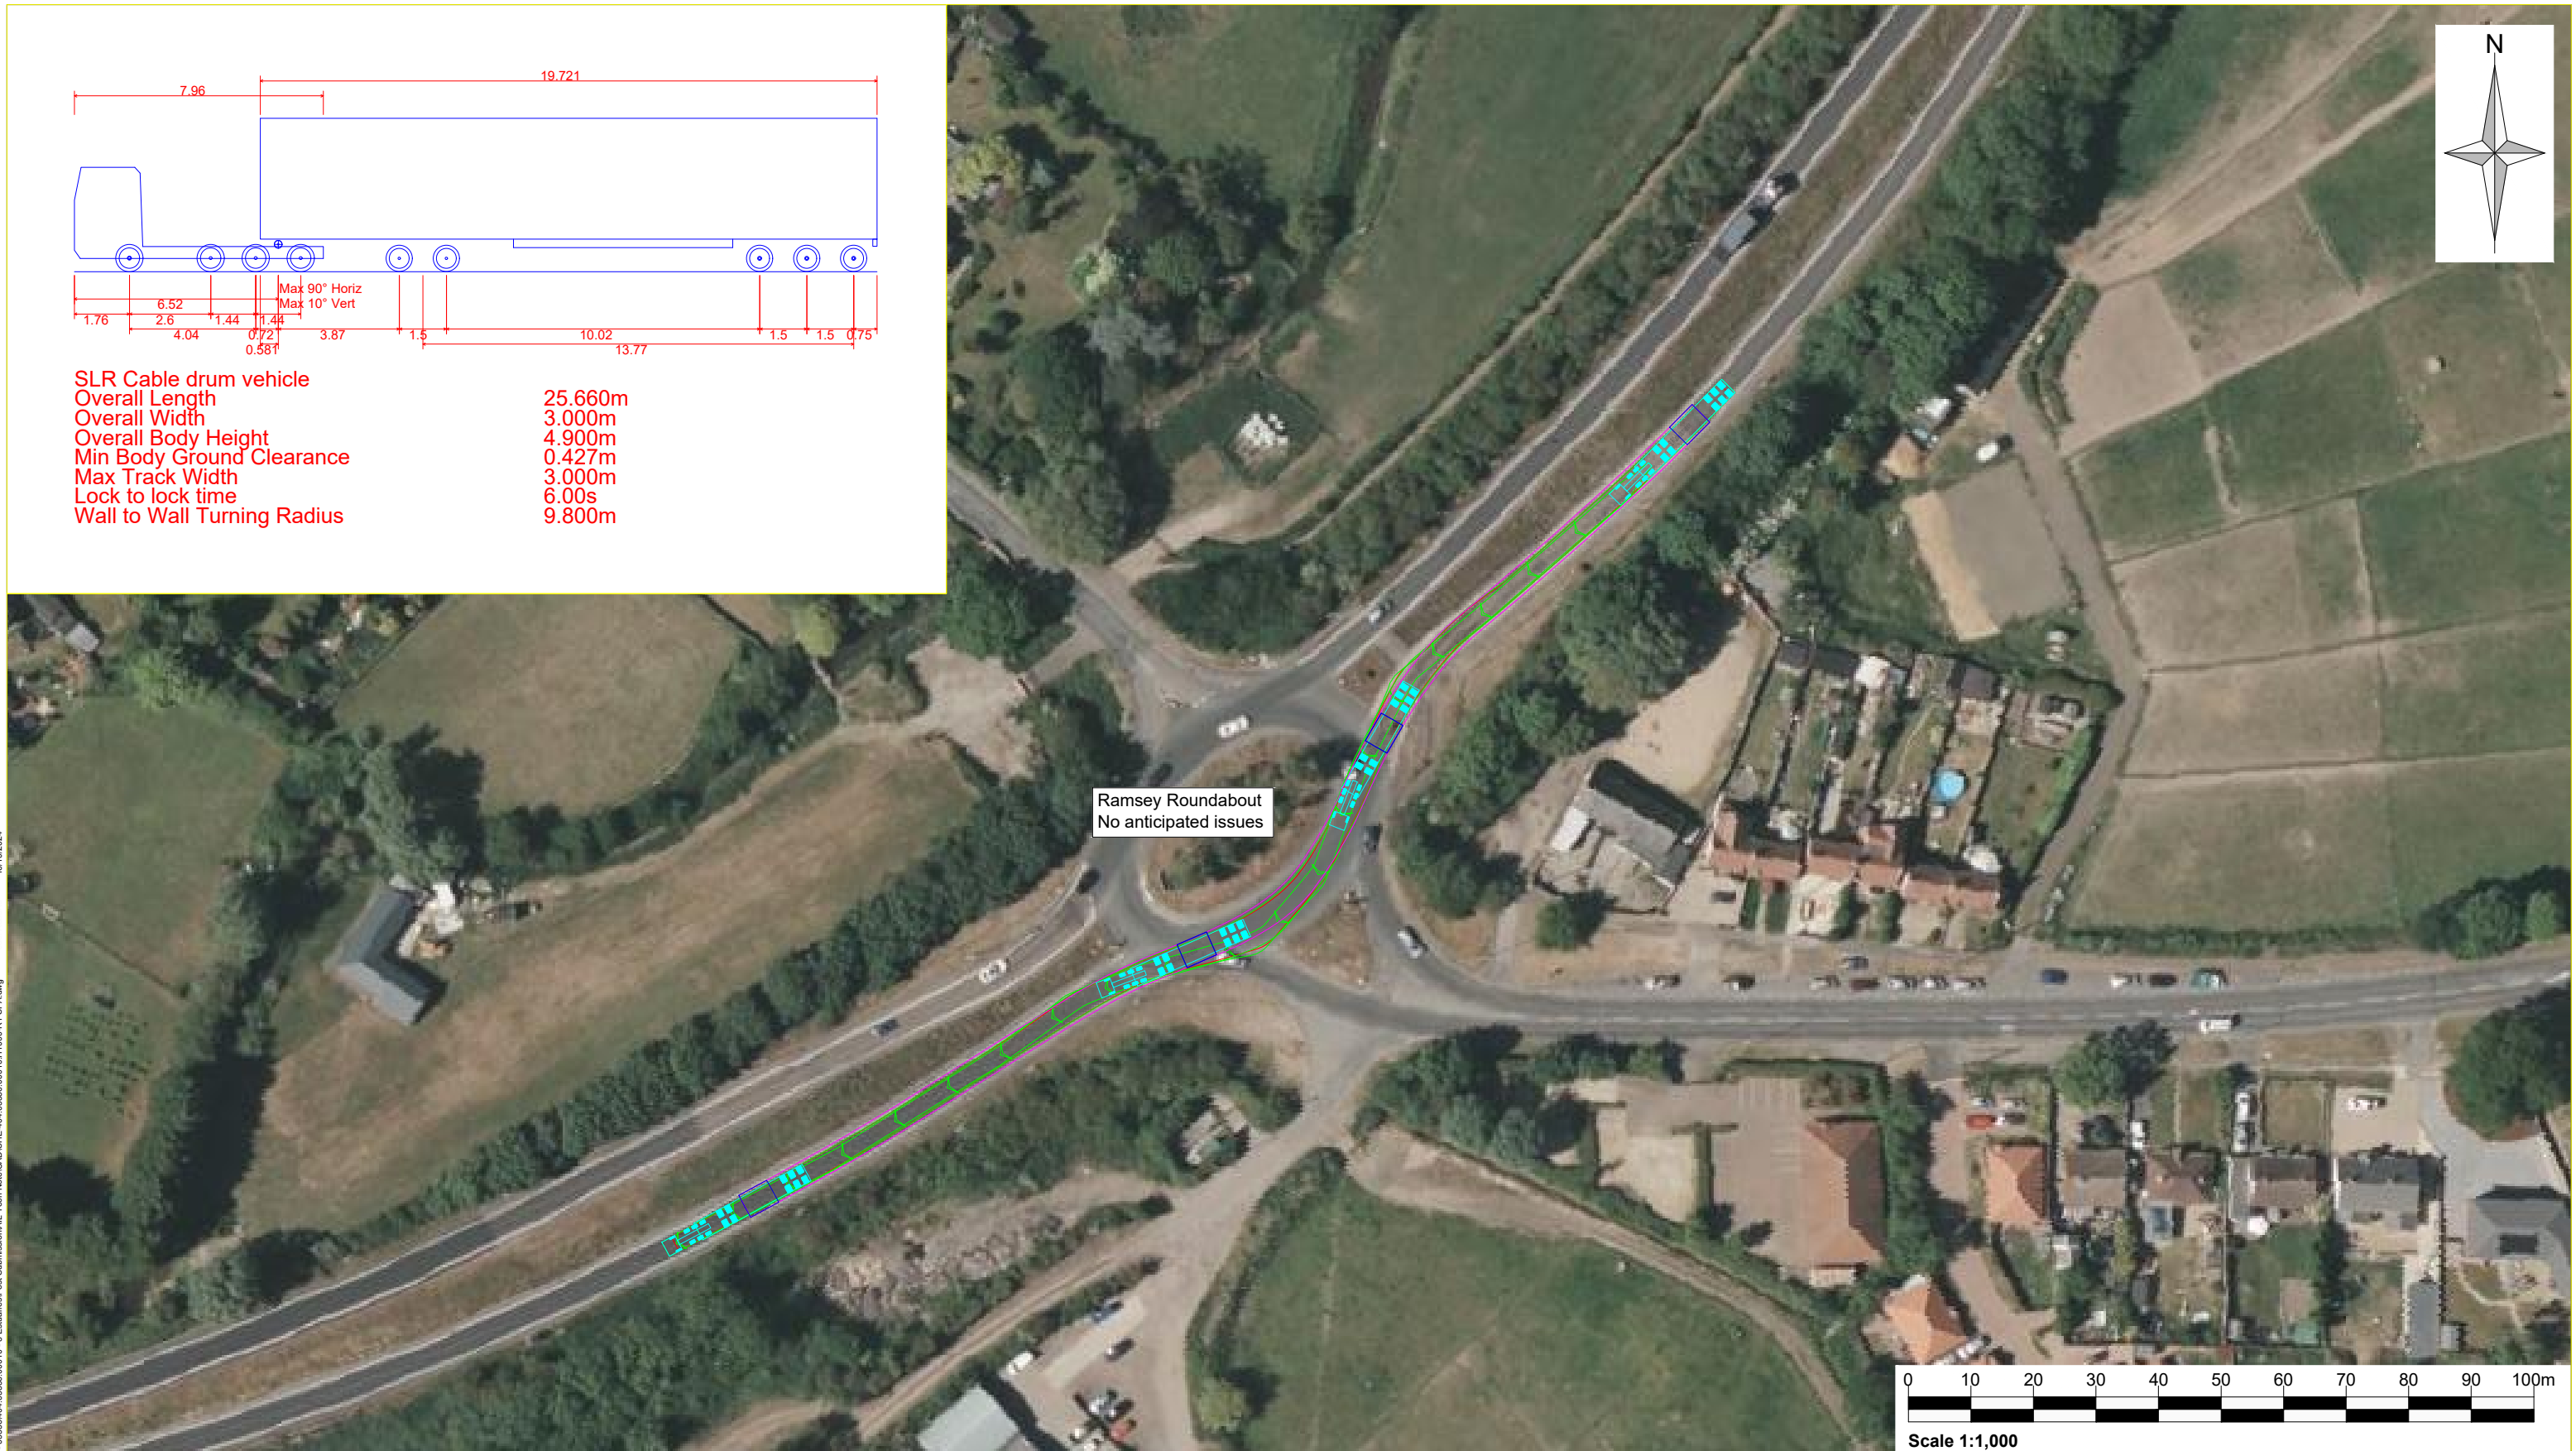 19.721
7.96
Max 90° Horiz
Max 10° Vert
6.52
1.76 2.6 1.44 1.44
4.04 0.72 3.87 1.5 10.02 1.5 1.5 0.75
0.581 13.77
SLR Cable drum vehicle
Overall Length 25.660m
Overall Width 3.000m
Overall Body Height 4.900m
Min Body Ground Clearance 0.427m
Max Track Width 3.000m
Lock to lock time 6.00s
Wall to Wall Turning Radius 9.800m
N
Ramsey Roundabout
No anticipated issues
0 10 20 30 40 50 60 70 80 90 100m
Scale 1:1,000